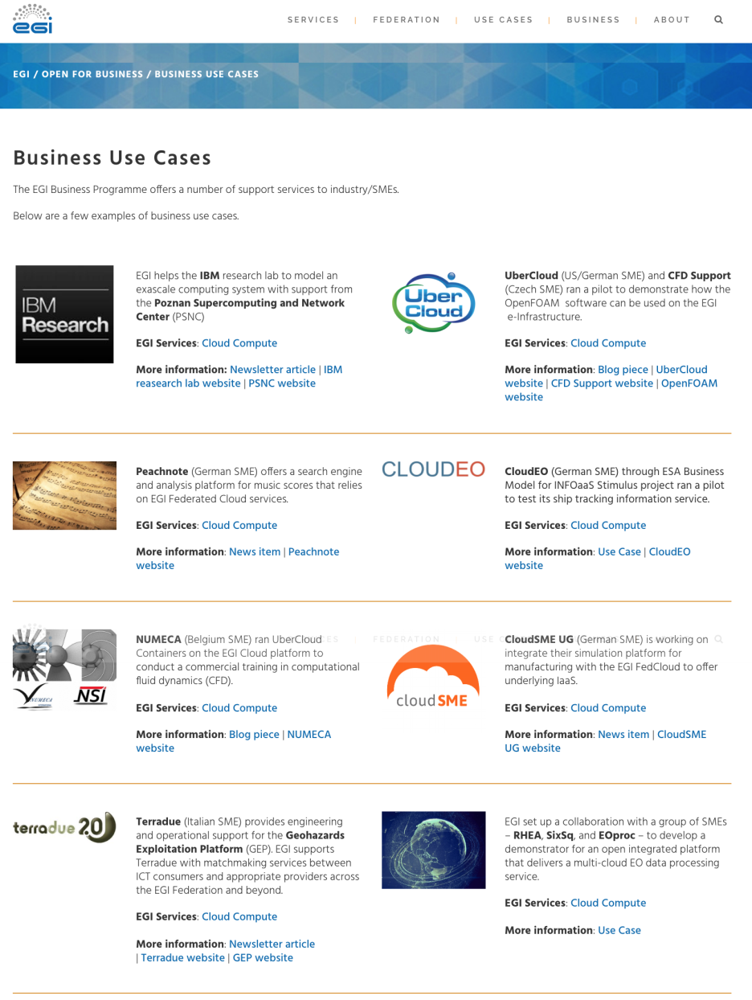 egi
SERVICES | FEDERATION | USE CASES | BUSINESS | ABOUT
EGI / OPEN FOR BUSINESS / BUSINESS USE CASES
Business Use Cases
The EGI Business Programme offers a number of support services to industry/SMEs.
Below are a few examples of business use cases.
IBM
Research
EGI helps the IBM research lab to model an
exascale computing system with support from
the Poznan Supercomputing and Network
Center (PSNC)
EGI Services: Cloud Compute
More information: Newsletter article | IBM
reasearch lab website | PSNC website
Uber
Cloud
UberCloud (US/German SME) and CFD Support
(Czech SME) ran a pilot to demonstrate how the
OpenFOAM  software can be used on the EGI
e-Infrastructure.
EGI Services: Cloud Compute
More information: Blog piece | UberCloud
website | CFD Support website | OpenFOAM
website
Peachnote (German SME) offers a search engine
and analysis platform for music scores that relies
on EGI Federated Cloud services.
EGI Services: Cloud Compute
More information: News item | Peachnote
website
CLOUDEO
CloudEO (German SME) through ESA Business
Model for INFOaaS Stimulus project ran a pilot
to test its ship tracking information service.
EGI Services: Cloud Compute
More information: Use Case | CloudEO
website
NUMECA
NSI
NUMECA (Belgium SME) ran UberCloud
Containers on the EGI Cloud platform to
conduct a commercial training in computational
fluid dynamics (CFD).
EGI Services: Cloud Compute
More information: Blog piece | NUMECA
website
FEDERATION
cloudSME
CloudSME UG (German SME) is working on
integrate their simulation platform for
manufacturing with the EGI FedCloud to offer
underlying IaaS.
EGI Services: Cloud Compute
More information: News item | CloudSME
UG website
terradue 2.0
Terradue (Italian SME) provides engineering
and operational support for the Geohazards
Exploitation Platform (GEP). EGI supports
Terradue with matchmaking services between
ICT consumers and appropriate providers across
the EGI Federation and beyond.
EGI Services: Cloud Compute
More information: Newsletter article
| Terradue website | GEP website
EGI set up a collaboration with a group of SMEs
– RHEA, SixSq, and EOproc – to develop a
demonstrator for an open integrated platform
that delivers a multi-cloud EO data processing
service.
EGI Services: Cloud Compute
More information: Use Case